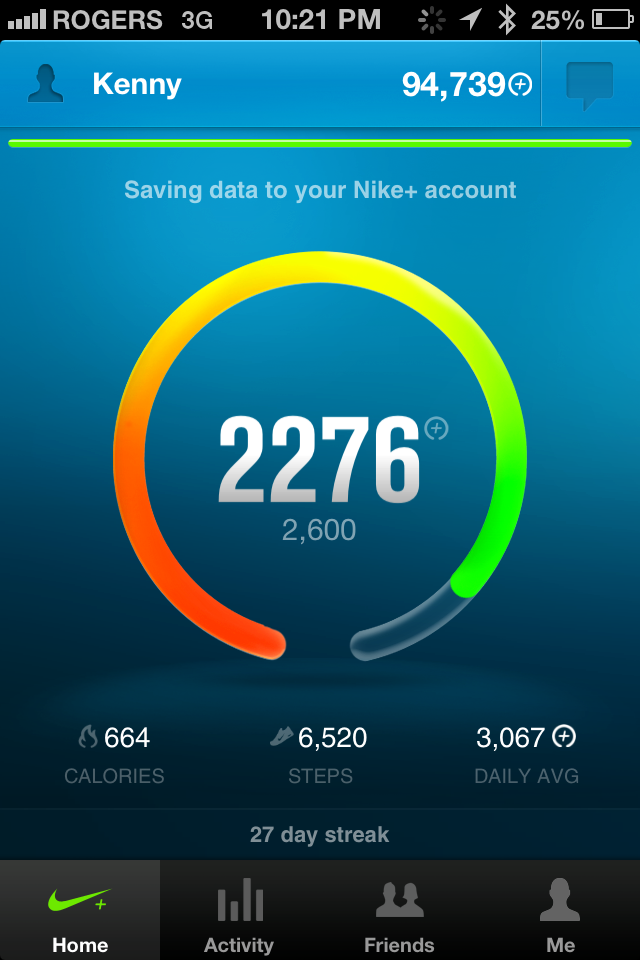 ROGERS 3G 10:21 PM 25%
Kenny 94,739
Saving data to your Nike+ account
2276
2,600
664 6,520 3,067
CALORIES STEPS DAILY AVG
27 day streak
Home Activity Friends Me